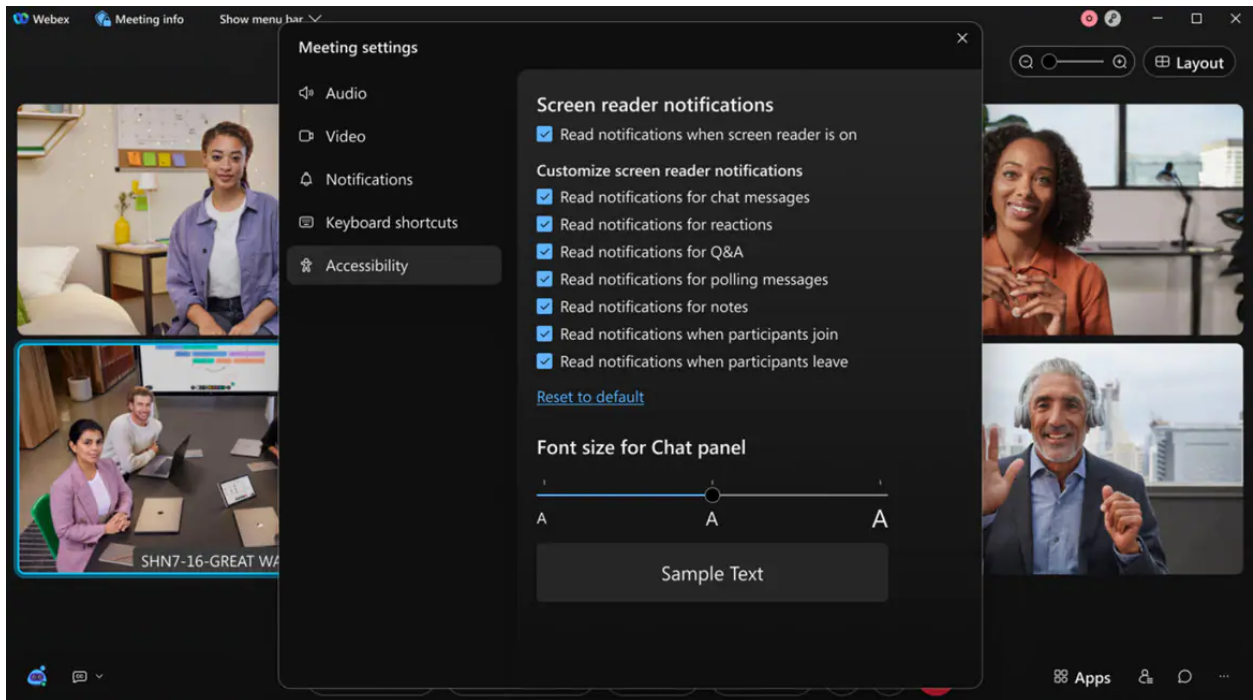 Webex
Meeting info
Show menu bar
Layout
Meeting settings
Audio
Video
Notifications
Keyboard shortcuts
Accessibility
Screen reader notifications
Read notifications when screen reader is on
Customize screen reader notifications
Read notifications for chat messages
Read notifications for reactions
Read notifications for Q&A
Read notifications for polling messages
Read notifications for notes
Read notifications when participants join
Read notifications when participants leave
Reset to default
Font size for Chat panel
A A A
Sample Text
SHN7-16-GREAT WA
Apps